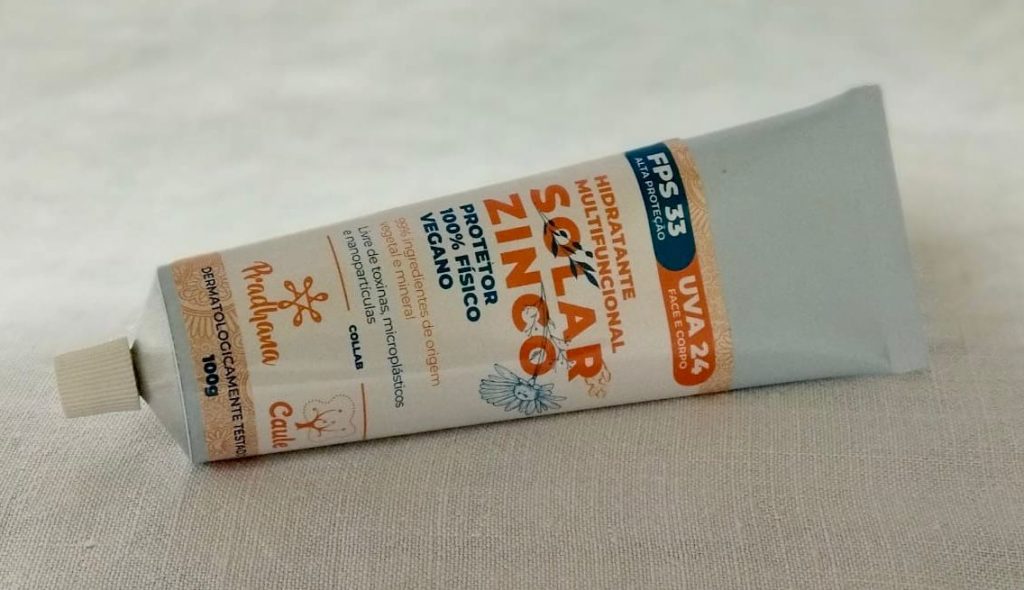 FPS 33
ALTA PROTEÇÃO
UVA 24
FACE E CORPO
HIDRATANTE
MULTIFUNCIONAL
SOLAR
ZINCO
PROTETOR
100% FÍSICO
VEGANO
99% ingredientes de origem
vegetal e mineral
Livre de toxinas, microplásticos
e nanopartículas
COLLAB
Pradhana
Caule
DERMATOLOGICAMENTE TESTADO
100g